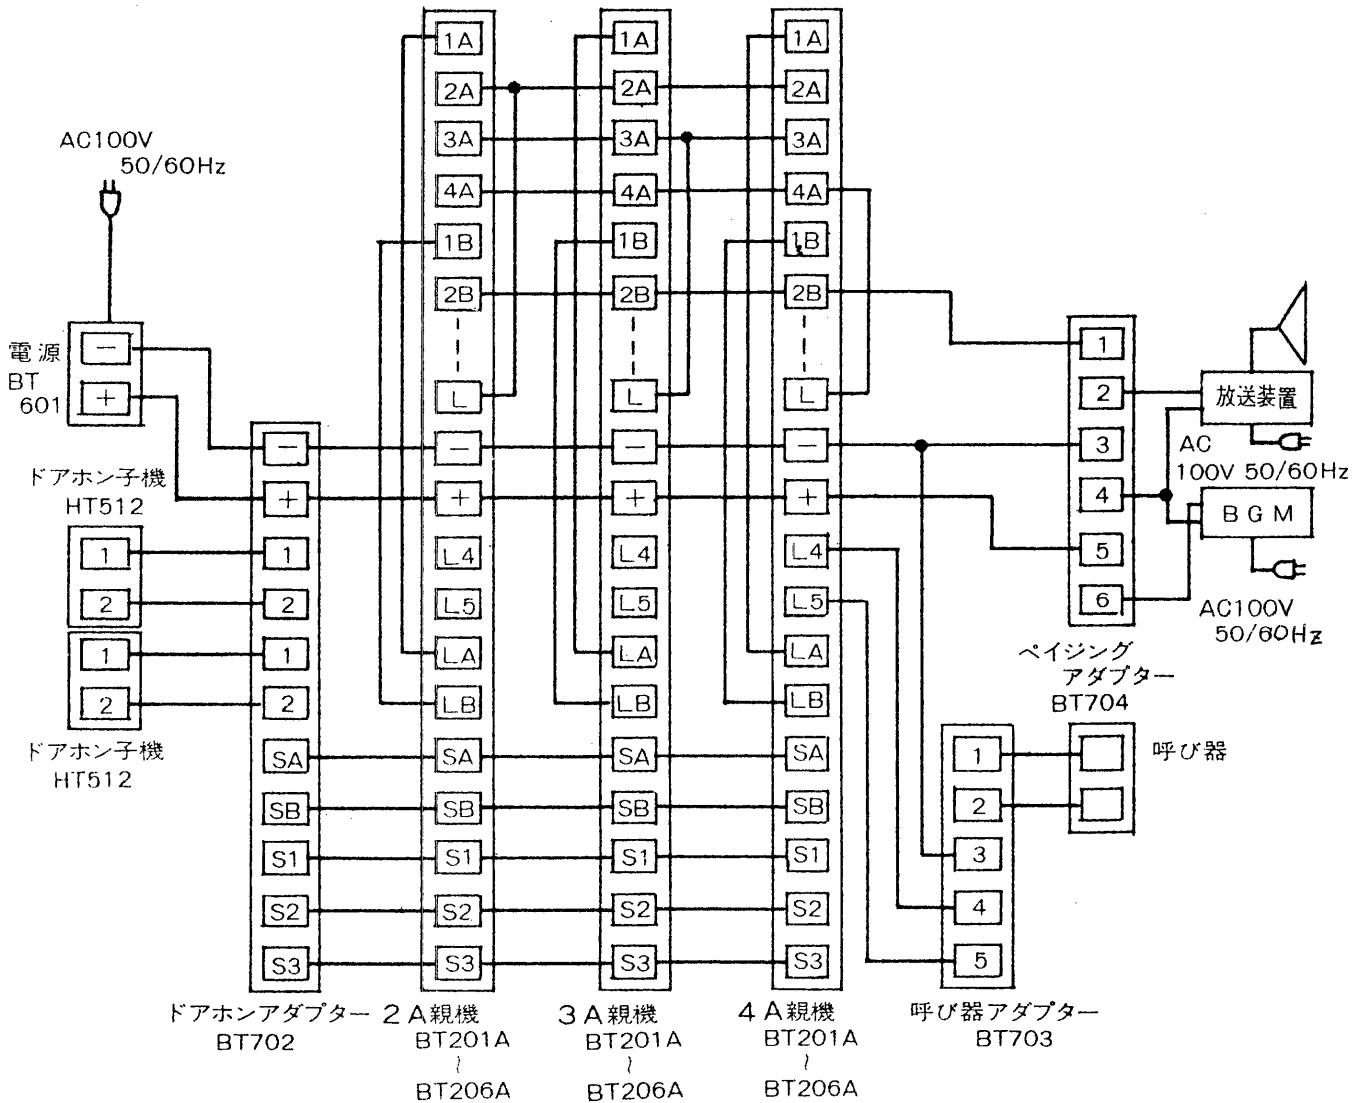 AC100V
50/60Hz
電源
BT
601
－
＋
ドアホン子機
HT512
1
2
1
2
ドアホン子機
HT512
－
＋
1
2
1
2
SA
SB
S1
S2
S3
ドアホンアダプター
BT702
1A
2A
3A
4A
1B
2B
L
－
＋
L4
L5
LA
LB
SA
SB
S1
S2
S3
2A親機
BT201A
~
BT206A
1A
2A
3A
4A
1B
2B
L
－
＋
L4
L5
LA
LB
SA
SB
S1
S2
S3
3A親機
BT201A
~
BT206A
1A
2A
3A
4A
1B
2B
L
－
＋
L4
L5
LA
LB
SA
SB
S1
S2
S3
4A親機
BT201A
~
BT206A
1
2
3
4
5
6
ペイジング
アダプター
BT704
放送装置
AC
100V 50/60Hz
BGM
AC100V
50/60Hz
呼び器
1
2
3
4
5
呼び器アダプター
BT703